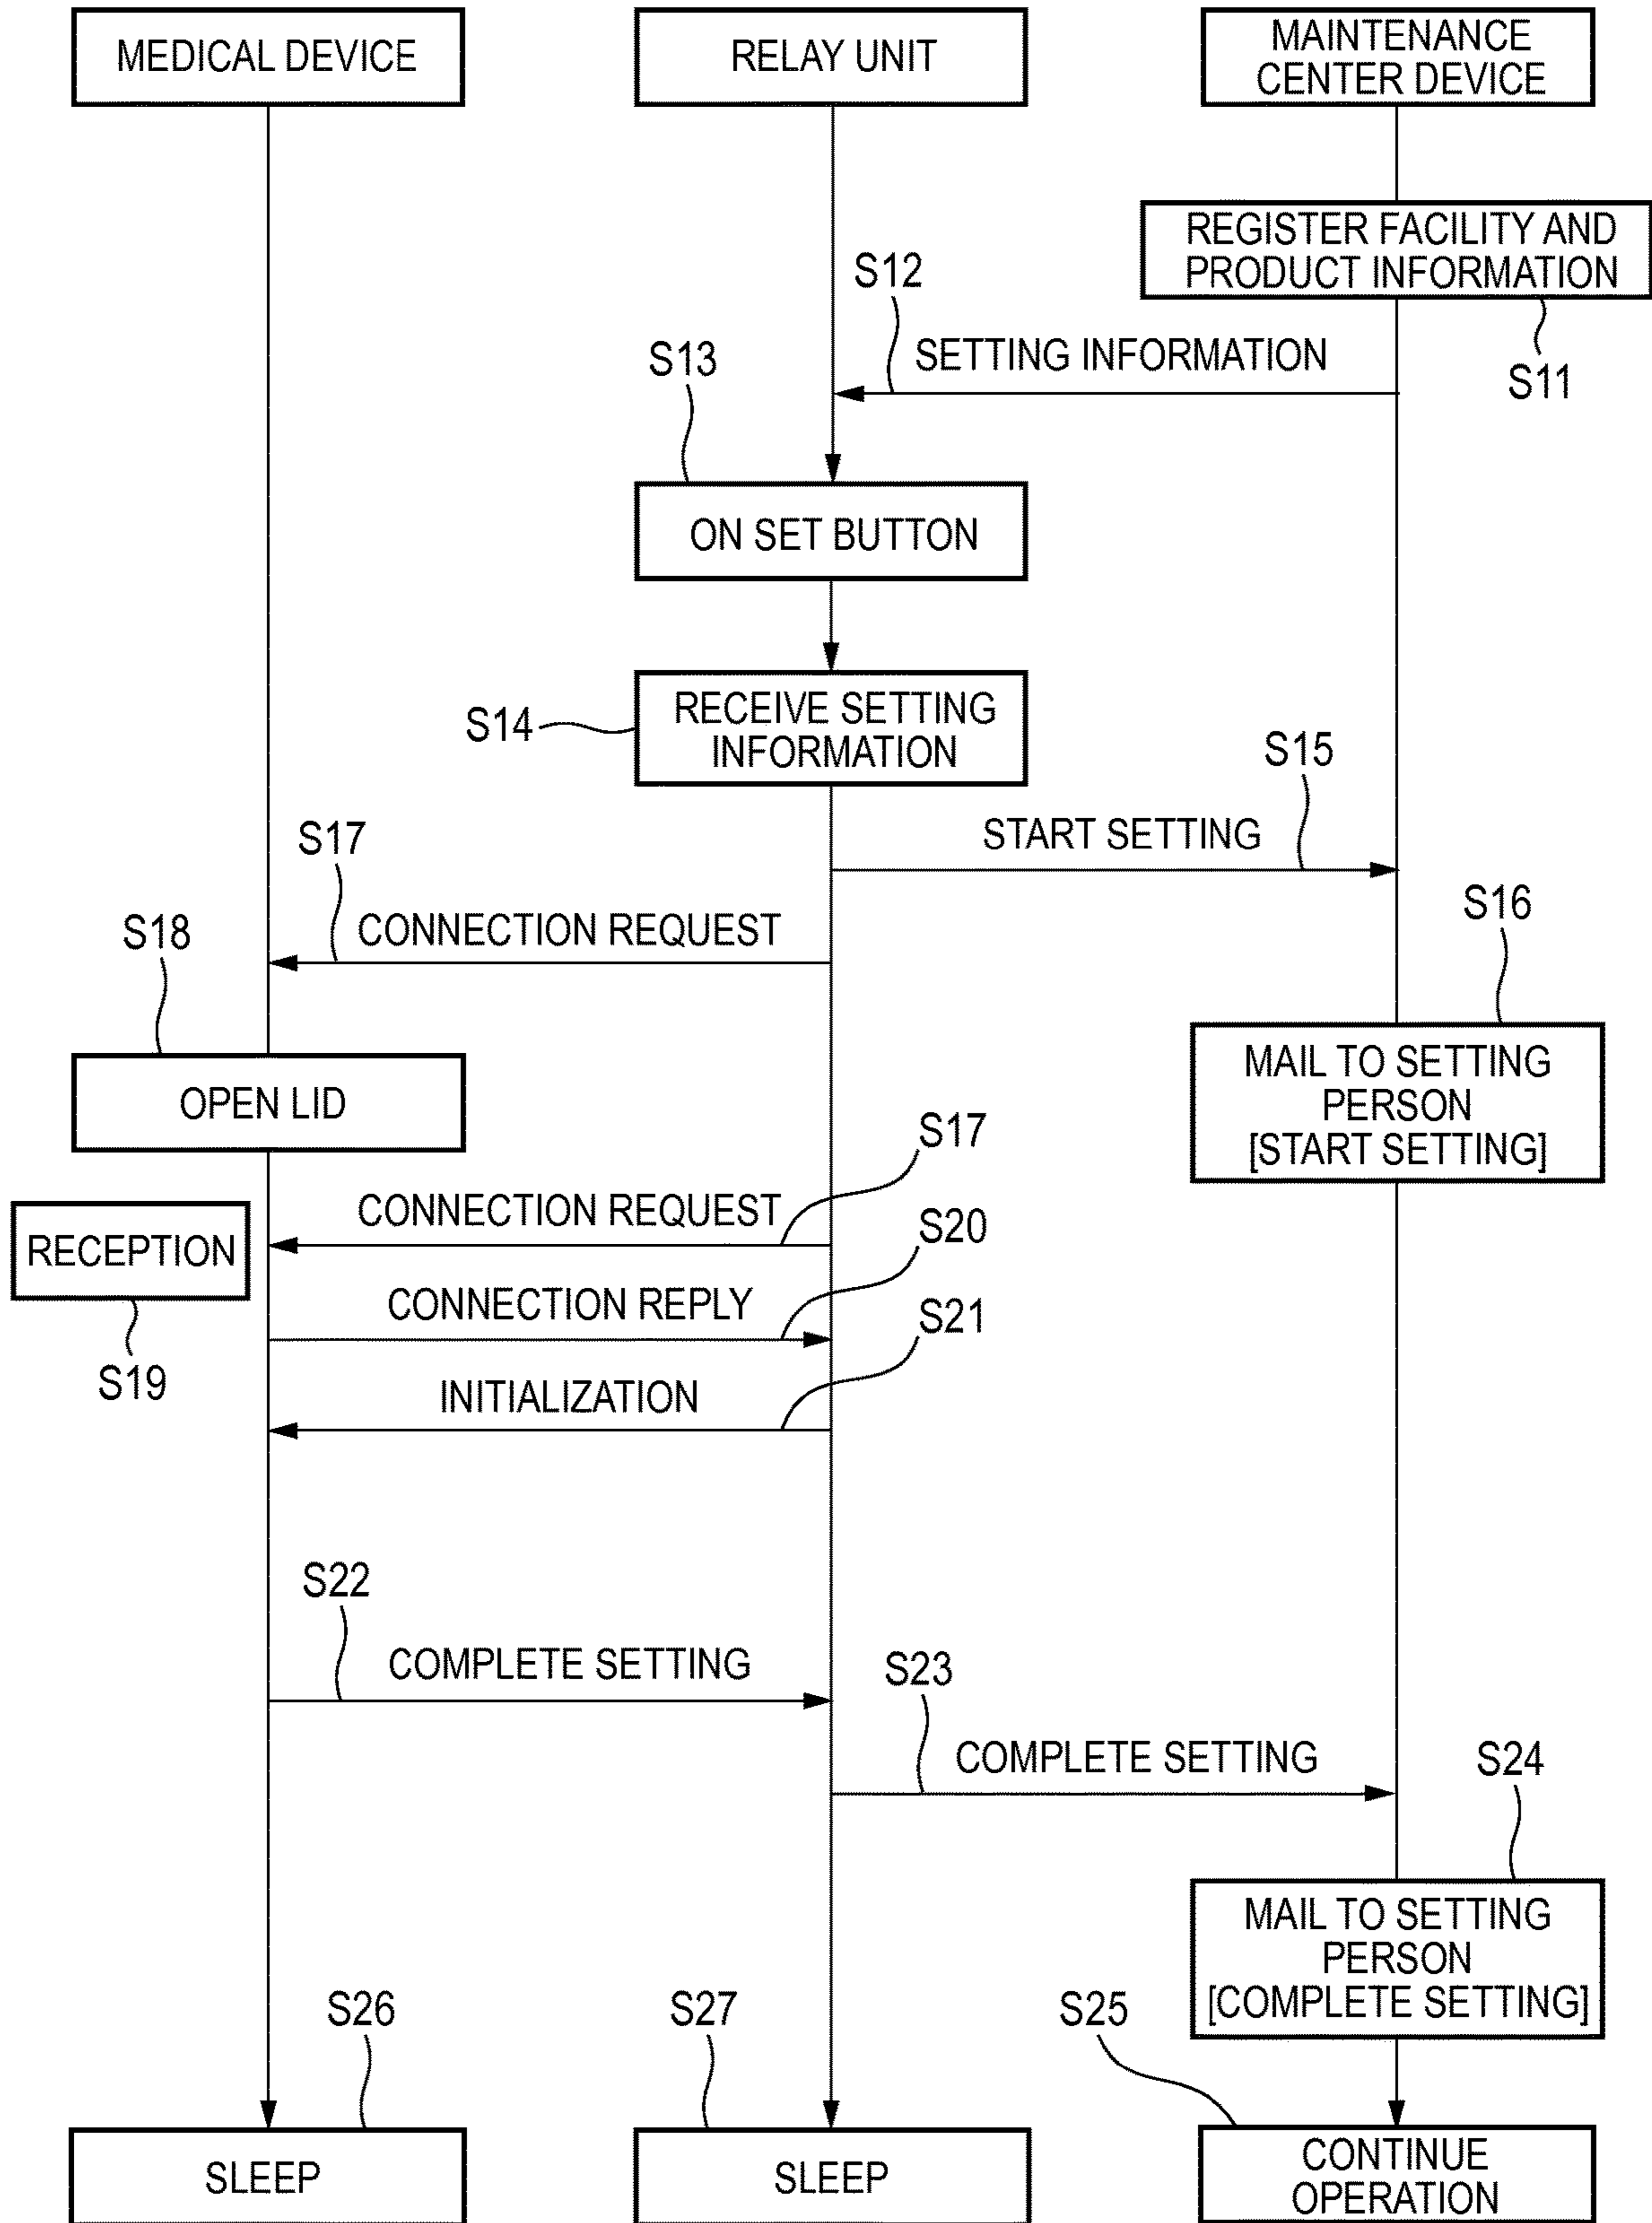 MEDICAL DEVICE
RELAY UNIT
MAINTENANCE
CENTER DEVICE
REGISTER FACILITY AND
PRODUCT INFORMATION
S11
S12
SETTING INFORMATION
S13
ON SET BUTTON
S14
RECEIVE SETTING
INFORMATION
S15
START SETTING
S17
CONNECTION REQUEST
S16
S18
MAIL TO SETTING
PERSON
[START SETTING]
OPEN LID
S17
CONNECTION REQUEST
RECEPTION
S19
S20
CONNECTION REPLY
S21
INITIALIZATION
S22
COMPLETE SETTING
S23
COMPLETE SETTING
S24
MAIL TO SETTING
PERSON
[COMPLETE SETTING]
S26
S27
S25
SLEEP
SLEEP
CONTINUE
OPERATION